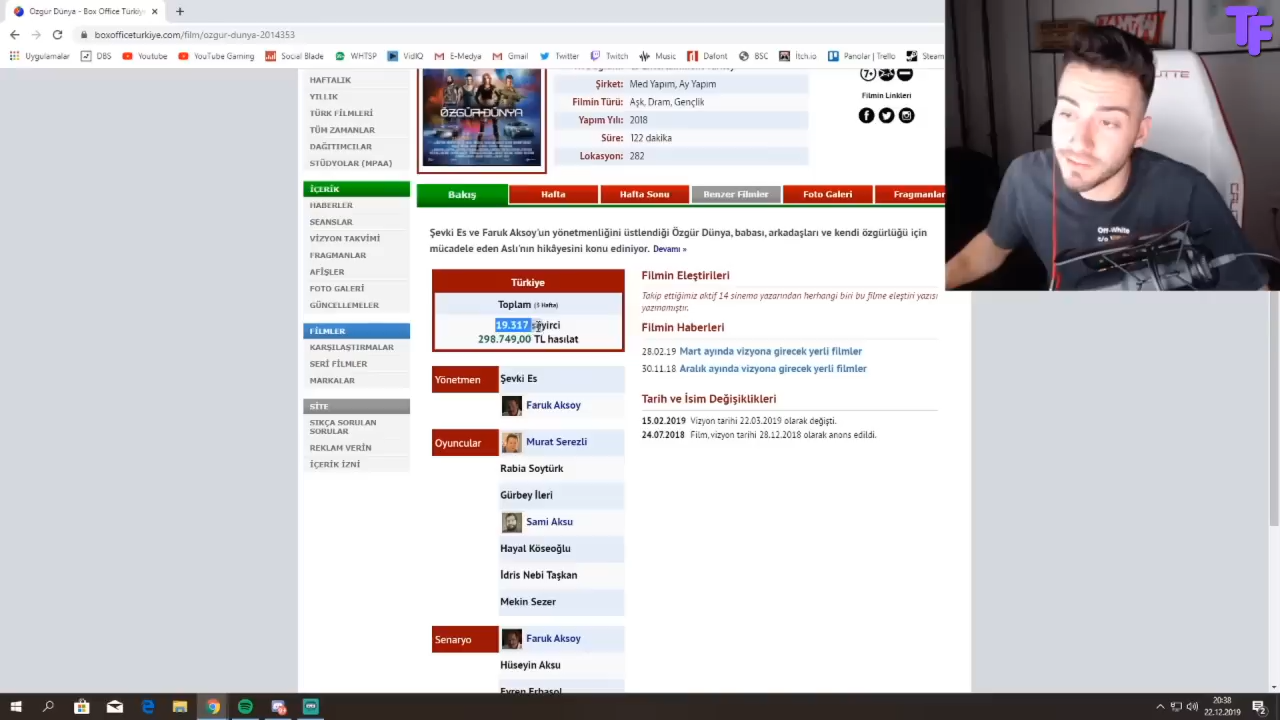 Özgür Dünya - Box Office Türkiy
boxofficeturkiye.com/film/ozgur-dunya-2014353
Uygulamalar
DBS
Youtube
YouTube Gaming
Social Blade
WHTSP
VidIQ
E-Medya
Gmail
Twitter
Twitch
Music
Dafont
BSC
Itch.io
Panolar | Trello
Steam
HAFTALIK
YILLIK
TÜRK FİLMLERİ
TÜM ZAMANLAR
DAĞITIMCILAR
STÜDYOLAR (MPAA)
İÇERİK
HABERLER
SEANSLAR
VİZYON TAKVİMİ
FRAGMANLAR
AFİŞLER
FOTO GALERİ
GÜNCELLEMELER
FİLMLER
KARŞILAŞTIRMALAR
SERİ FİLMLER
MARKALAR
SİTE
SIKÇA SORULAN
SORULAR
REKLAM VERİN
İÇERİK İZNİ
ÖZGÜR DÜNYA
Şirket: Med Yapım, Ay Yapım
Filmin Türü: Aşk, Dram, Gençlik
Yapım Yılı: 2018
Süre: 122 dakika
Lokasyon: 282
7+
Filmin Linkleri
Bakış
Hafta
Hafta Sonu
Benzer Filmler
Foto Galeri
Fragmanlar
Şevki Es ve Faruk Aksoy'un yönetmenliğini üstlendiği Özgür Dünya, babası, arkadaşları ve kendi özgürlüğü için
mücadele eden Aslı'nın hikâyesini konu ediniyor. Devamı »
Türkiye
Toplam (5 Hafta)
19.317 seyirci
298.749,00 TL hasılat
Yönetmen
Şevki Es
Faruk Aksoy
Oyuncular
Murat Serezli
Rabia Soytürk
Gürbey İleri
Sami Aksu
Hayal Köseoğlu
İdris Nebi Taşkan
Mekin Sezer
Senaryo
Faruk Aksoy
Hüseyin Aksu
Evren Erbasol
Filmin Eleştirileri
Takip ettiğimiz aktif 14 sinema yazarından herhangi biri bu filme eleştiri yazısı
yazmamıştır.
Filmin Haberleri
28.02.19 Mart ayında vizyona girecek yerli filmler
30.11.18 Aralık ayında vizyona girecek yerli filmler
Tarih ve İsim Değişiklikleri
15.02.2019 Vizyon tarihi 22.03.2019 olarak değişti.
24.07.2018 Film, vizyon tarihi 28.12.2018 olarak anons edildi.
TF
Off-White
c/o
20:38
22.12.2019
2